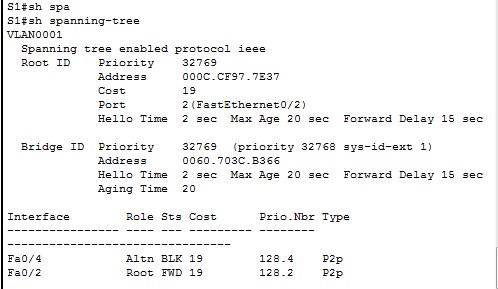 S1#sh spa
S1#sh spanning-tree
VLAN0001
  Spanning tree enabled protocol ieee
  Root ID    Priority    32769
             Address     000C.CF97.7E37
             Cost        19
             Port        2(FastEthernet0/2)
             Hello Time  2 sec  Max Age 20 sec  Forward Delay 15 sec

  Bridge ID  Priority    32769  (priority 32768 sys-id-ext 1)
             Address     0060.703C.B366
             Hello Time  2 sec  Max Age 20 sec  Forward Delay 15 sec
             Aging Time  20

Interface        Role Sts Cost      Prio.Nbr Type
---------------- ---- --- --------- -------- --------------------------------
Fa0/4            Altn BLK 19        128.4    P2p
Fa0/2            Root FWD 19        128.2    P2p